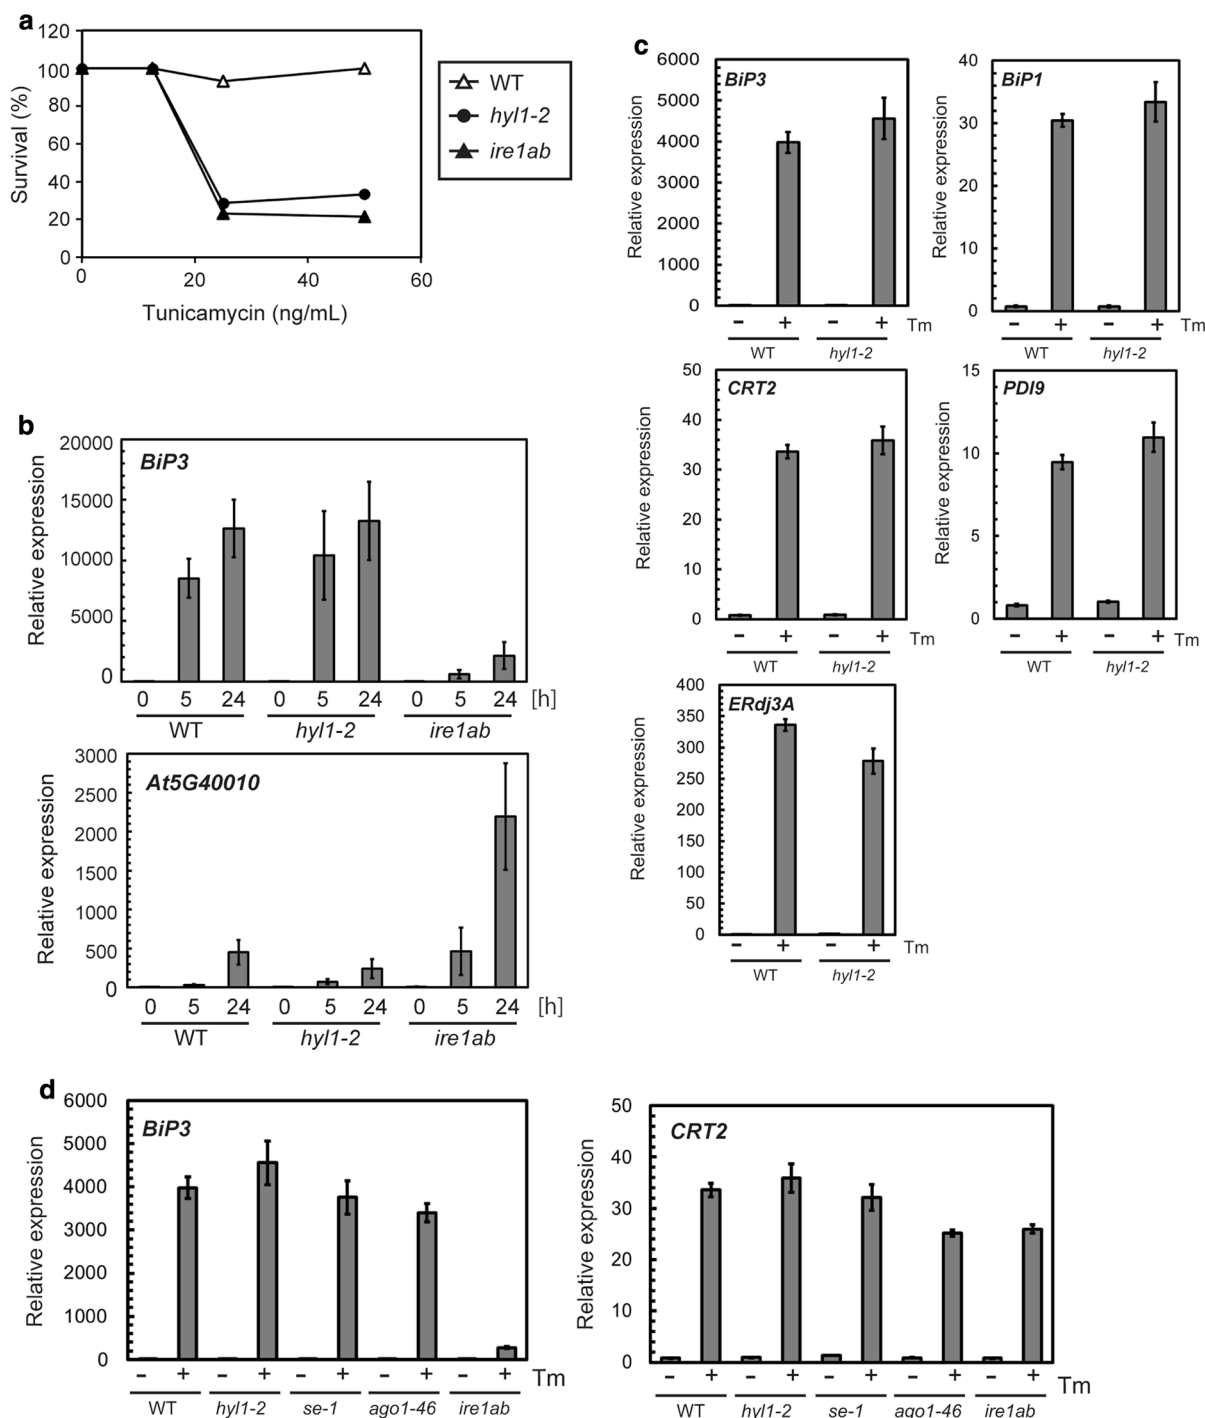 a
120
100
80
60
40
20
0
Survival (%)
0 20 40 60
Tunicamycin (ng/mL)
WT
hyl1-2
ire1ab
b
BiP3
20000
15000
10000
5000
0
Relative expression
0 5 24 0 5 24 0 5 24 [h]
WT hyl1-2 ire1ab
At5G40010
3000
2500
2000
1500
1000
500
0
Relative expression
0 5 24 0 5 24 0 5 24 [h]
WT hyl1-2 ire1ab
c
BiP3
6000
5000
4000
3000
2000
1000
0
Relative expression
− + − + Tm
WT hyl1-2
BiP1
40
30
20
10
0
Relative expression
− + − + Tm
WT hyl1-2
CRT2
50
40
30
20
10
0
Relative expression
− + − + Tm
WT hyl1-2
PDI9
15
10
5
0
Relative expression
− + − + Tm
WT hyl1-2
ERdj3A
400
350
300
250
200
150
100
50
0
Relative expression
− + − + Tm
WT hyl1-2
d
BiP3
6000
5000
4000
3000
2000
1000
0
Relative expression
− + − + − + − + − + Tm
WT hyl1-2 se-1 ago1-46 ire1ab
CRT2
50
40
30
20
10
0
Relative expression
− + − + − + − + − + Tm
WT hyl1-2 se-1 ago1-46 ire1ab